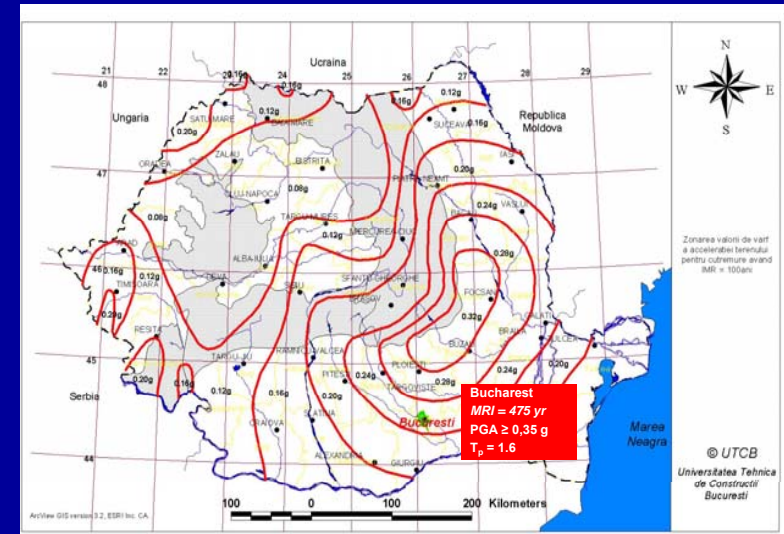 21
22
23
24
25
26
27
28
29
48
47
46
45
44
N
W
E
S
Ucraina
Ungaria
Republica
Moldova
Serbia
Marea
Neagra
0.16g
0.16g
0.16g
0.12g
0.12g
0.16g
0.20g
SATU MARE
BAIA MARE
SUCEAVA
ORADEA
ZALAU
BISTRITA
PIATRA NEAMT
IASI
0.20g
CLUJ-NAPOCA
0.08g
0.08g
TARGU-MURES
0.12g
MIERCUREA-CIUC
BACAU
0.24g
VASLUI
ARAD
0.16g
0.12g
TIMISOARA
0.20g
ALBA-IULIA
DEVA
SIBIU
SFANTU GHEORGHE
BRASOV
0.28g
FOCSANI
0.32g
RESITA
TARGU-JIU
RAMNICU-VALCEA
PITESTI
PLOIESTI
TARGOVISTE
BUZAU
BRAILA
GALATI
TULCEA
0.20g
0.16g
0.12g
0.16g
0.20g
0.24g
0.28g
0.24g
0.20g
CRAIOVA
SLATINA
ALEXANDRIA
GIURGIU
Bucuresti
Bucharest
MRI = 475 yr
PGA ≥ 0,35 g
Tp = 1.6
Zonarea valorii de varf
a acceleratiei terenului
pentru cutremure avand
IMR = 100ani
© UTCB
Universitatea Tehnica
de Constructii
Bucuresti
100 0 100 200 Kilometers
ArcView GIS version 3.2, ESRI Inc. CA.